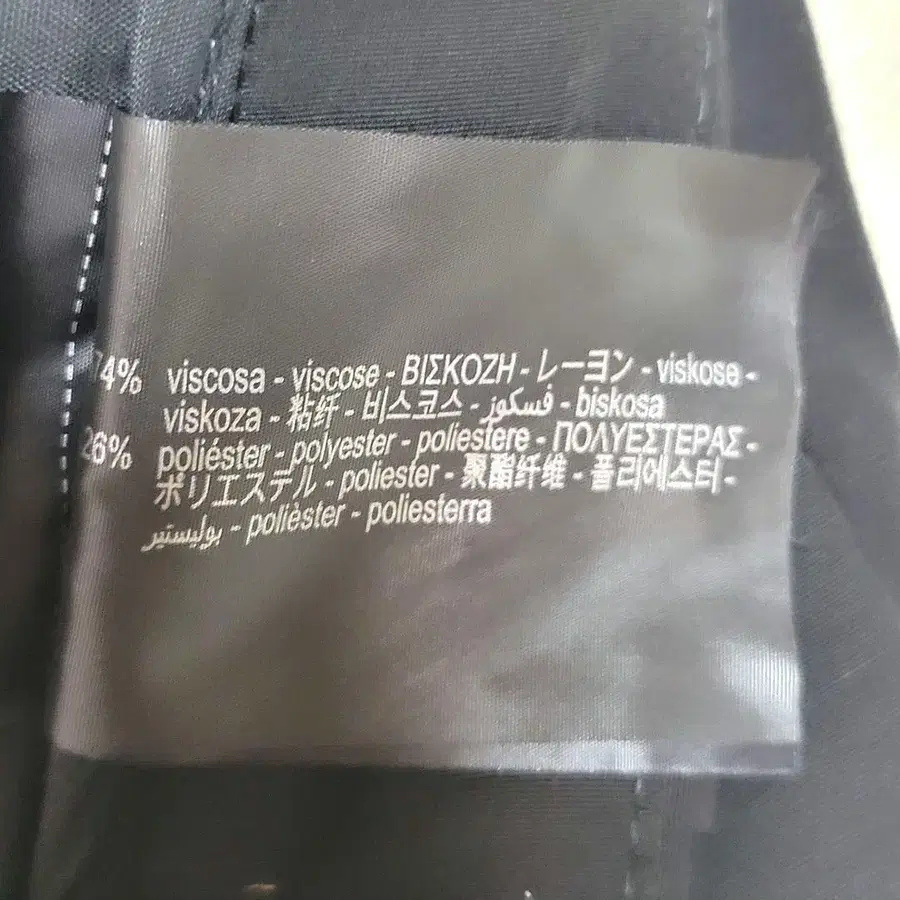 74% viscosa - viscose - ΒΙΣΚΟΖΗ - レーヨン - viskose -
viskoza - 粘纤 - 비스코스 - فسكوز - biskosa
26% poliéster - polyester - poliestere - ΠΟΛΥΕΣΤΕΡΑΣ -
ポリエステル - poliester - 聚酯纤维 - 폴리에스터 -
بوليستير - polièster - poliesterra